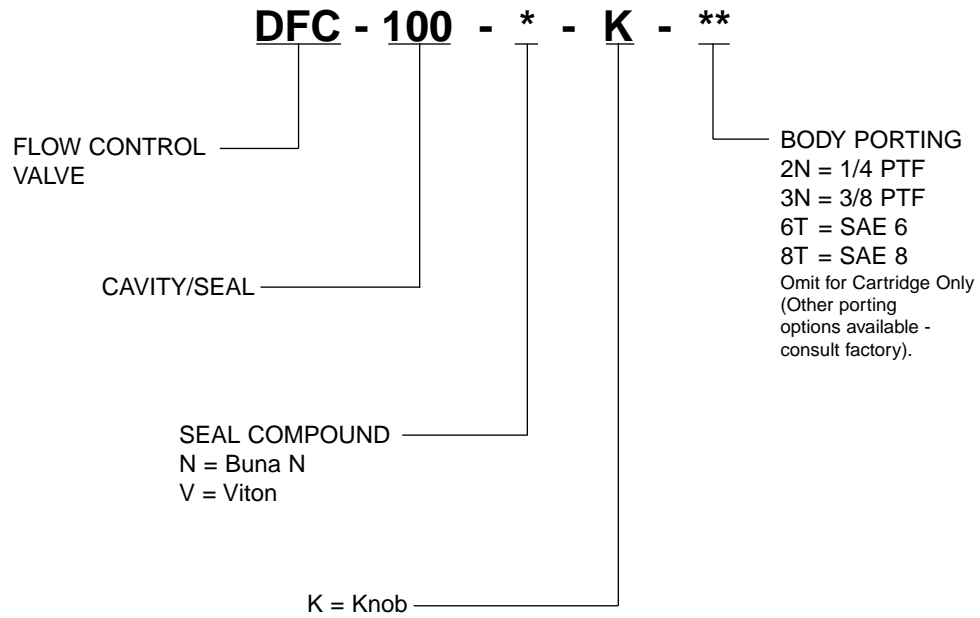 DFC - 100 - * - K - **
FLOW CONTROL
VALVE
BODY PORTING
2N = 1/4 PTF
3N = 3/8 PTF
6T = SAE 6
8T = SAE 8
Omit for Cartridge Only
(Other porting
options available -
consult factory).
CAVITY/SEAL
SEAL COMPOUND
N = Buna N
V = Viton
K = Knob